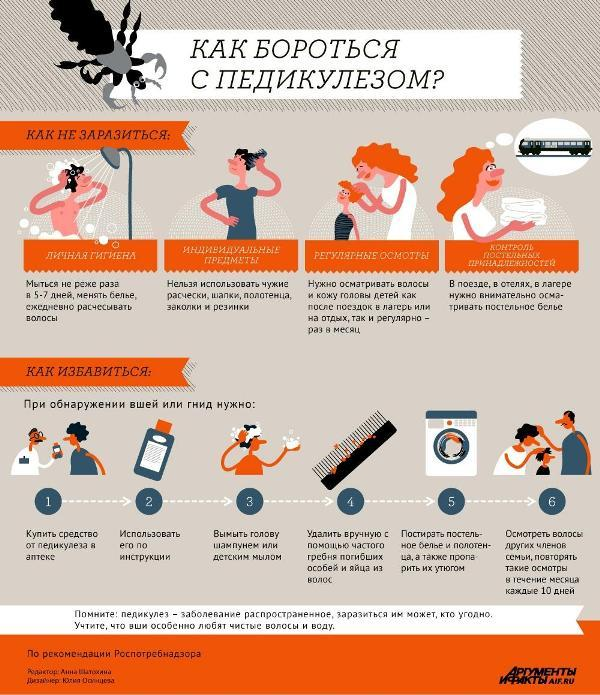 КАК БОРОТЬСЯ
С ПЕДИКУЛЕЗОМ?
КАК НЕ ЗАРАЗИТЬСЯ:
ЛИЧНАЯ ГИГИЕНА
Мыться не реже раза
в 5-7 дней, менять белье,
ежедневно расчесывать
волосы
ИНДИВИДУАЛЬНЫЕ
ПРЕДМЕТЫ
Нельзя использовать чужие
расчески, шапки, полотенца,
заколки и резинки
РЕГУЛЯРНЫЕ ОСМОТРЫ
Нужно осматривать волосы
и кожу головы детей как
после поездок в лагерь или
на отдых, так и регулярно –
раз в месяц
КОНТРОЛЬ
ПОСТЕЛЬНЫХ
ПРИНАДЛЕЖНОСТЕЙ
В поезде, в отелях, в лагере
нужно внимательно осма-
тривать постельное белье
КАК ИЗБАВИТЬСЯ:
При обнаружении вшей или гнид нужно:
1
Купить средство
от педикулеза в
аптеке
2
Использовать
его по
инструкции
3
Вымыть голову
шампунем или
детским мылом
4
Удалить вручную с
помощью частого
гребня погибших
особей и яйца из
волос
5
Постирать постель-
ное белье и полотен-
ца, а также пропа-
рить их утюгом
6
Осмотреть волосы
других членов
семьи, повторять
такие осмотры
в течение месяца
каждые 10 дней
Помните: педикулез – заболевание распространенное, заразиться им может, кто угодно.
Учтите, что вши особенно любят чистые волосы и воду.
По рекомендации Роспотребнадзора
Редактор: Анна Шатохина
Дизайнер: Юлия Осинцева
АРГУМЕНТЫ
И ФАКТЫ AIF.RU